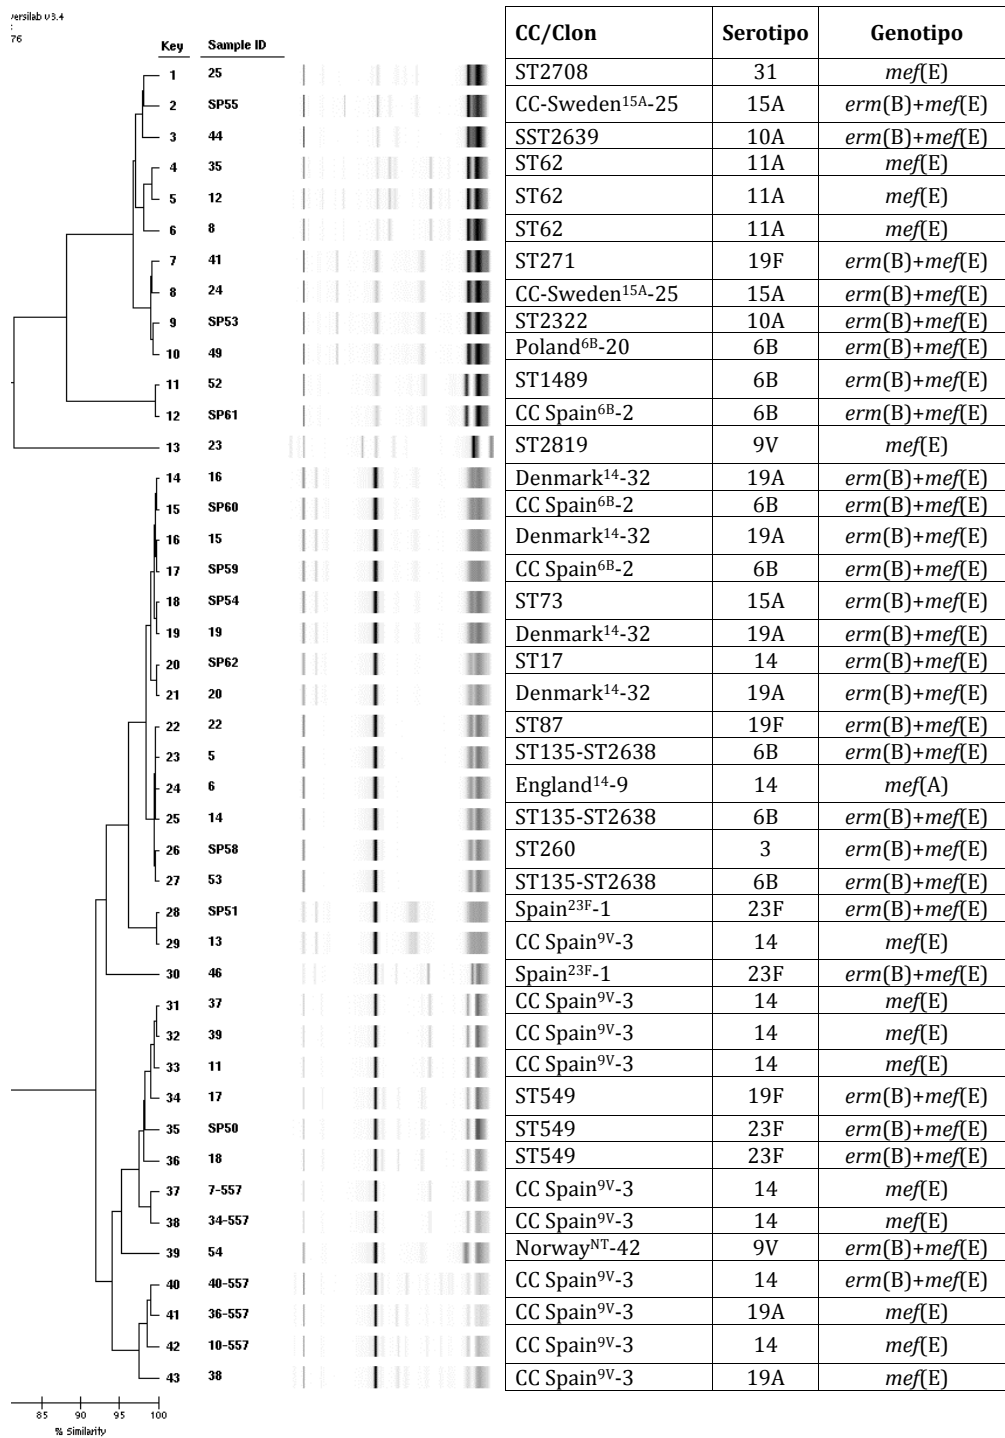 76
Key Sample ID CC/Clon Serotipo Genotipo
1 25 ST2708 31 mef(E)
2 SP55 CC-Sweden15A-25 15A erm(B)+mef(E)
3 44 SST2639 10A erm(B)+mef(E)
4 35 ST62 11A mef(E)
5 12 ST62 11A mef(E)
6 8 ST62 11A mef(E)
7 41 ST271 19F erm(B)+mef(E)
8 24 CC-Sweden15A-25 15A erm(B)+mef(E)
9 SP53 ST2322 10A erm(B)+mef(E)
10 49 Poland6B-20 6B erm(B)+mef(E)
11 52 ST1489 6B erm(B)+mef(E)
12 SP61 CC Spain6B-2 6B erm(B)+mef(E)
13 23 ST2819 9V mef(E)
14 16 Denmark14-32 19A erm(B)+mef(E)
15 SP60 CC Spain6B-2 6B erm(B)+mef(E)
16 15 Denmark14-32 19A erm(B)+mef(E)
17 SP59 CC Spain6B-2 6B erm(B)+mef(E)
18 SP54 ST73 15A erm(B)+mef(E)
19 19 Denmark14-32 19A erm(B)+mef(E)
20 SP62 ST17 14 erm(B)+mef(E)
21 20 Denmark14-32 19A erm(B)+mef(E)
22 22 ST87 19F erm(B)+mef(E)
23 5 ST135-ST2638 6B erm(B)+mef(E)
24 6 England14-9 14 mef(A)
25 14 ST135-ST2638 6B erm(B)+mef(E)
26 SP58 ST260 3 erm(B)+mef(E)
27 53 ST135-ST2638 6B erm(B)+mef(E)
28 SP51 Spain23F-1 23F erm(B)+mef(E)
29 13 CC Spain9V-3 14 mef(E)
30 46 Spain23F-1 23F erm(B)+mef(E)
31 37 CC Spain9V-3 14 mef(E)
32 39 CC Spain9V-3 14 mef(E)
33 11 CC Spain9V-3 14 mef(E)
34 17 ST549 19F erm(B)+mef(E)
35 SP50 ST549 23F erm(B)+mef(E)
36 18 ST549 23F erm(B)+mef(E)
37 7-557 CC Spain9V-3 14 mef(E)
38 34-557 CC Spain9V-3 14 mef(E)
39 54 NorwayNT-42 9V erm(B)+mef(E)
40 40-557 CC Spain9V-3 14 erm(B)+mef(E)
41 36-557 CC Spain9V-3 19A mef(E)
42 10-557 CC Spain9V-3 14 mef(E)
43 38 CC Spain9V-3 19A mef(E)
85 90 95 100
% Similarity